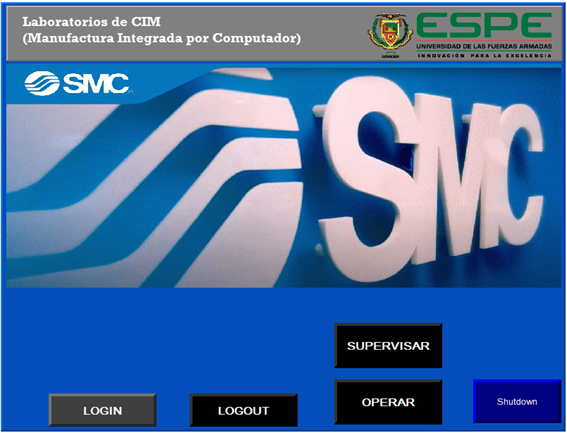 Laboratorios de CIM
(Manufactura Integrada por Computador)
ESPE
UNIVERSIDAD DE LAS FUERZAS ARMADAS
INNOVACIÓN PARA LA EXCELENCIA
SMC
SMC
SUPERVISAR
LOGIN
LOGOUT
OPERAR
Shutdown